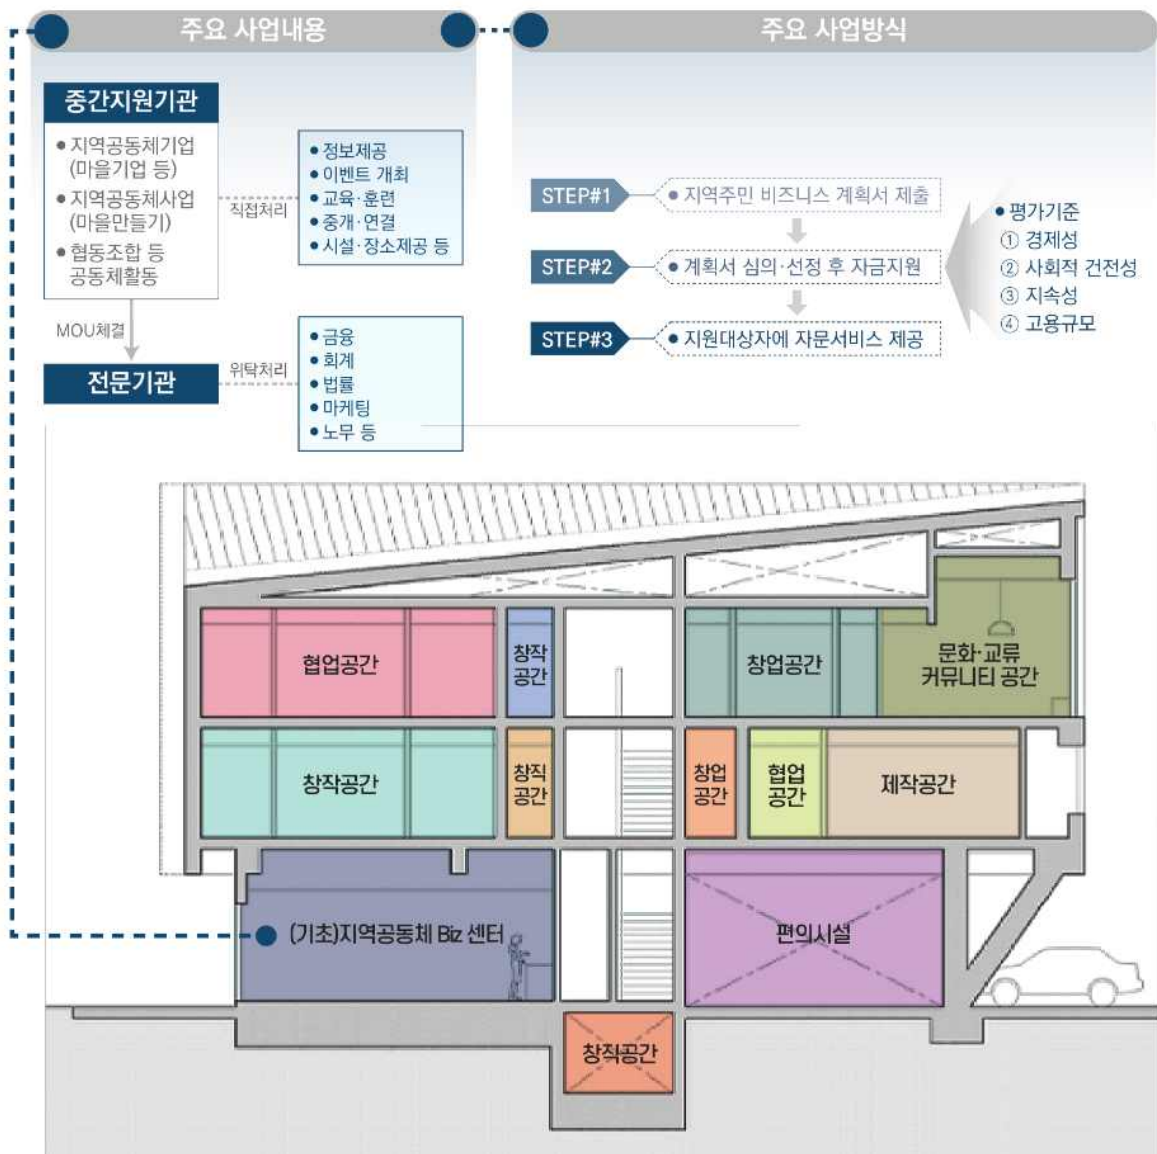 주요 사업내용
중간지원기관
• 지역공동체기업
(마을기업 등)
• 지역공동체사업
(마을만들기)
• 협동조합 등
공동체활동
직접처리
• 정보제공
• 이벤트 개최
• 교육·훈련
• 중개·연결
• 시설·장소제공 등
MOU체결
전문기관
위탁처리
• 금융
• 회계
• 법률
• 마케팅
• 노무 등
주요 사업방식
STEP#1
• 지역주민 비즈니스 계획서 제출
STEP#2
• 계획서 심의·선정 후 자금지원
STEP#3
• 지원대상자에 자문서비스 제공
• 평가기준
① 경제성
② 사회적 건전성
③ 지속성
④ 고용규모
협업공간
창작
공간
창업공간
문화·교류
커뮤니티 공간
창작공간
창직
공간
창업
공간
협업
공간
제작공간
(기초)지역공동체 Biz 센터
편의시설
창직공간